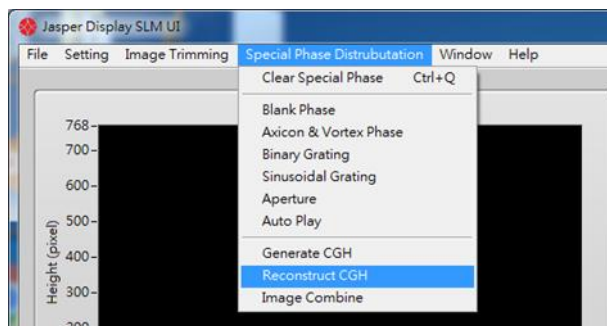 Jasper Display SLM UI
File Setting Image Trimming Special Phase Distrubutation Window Help
Clear Special Phase Ctrl+Q
Blank Phase
Axicon & Vortex Phase
Binary Grating
Sinusoidal Grating
Aperture
Auto Play
Generate CGH
Reconstruct CGH
Image Combine
Height (pixel)
768
700
600
500
400
300
200